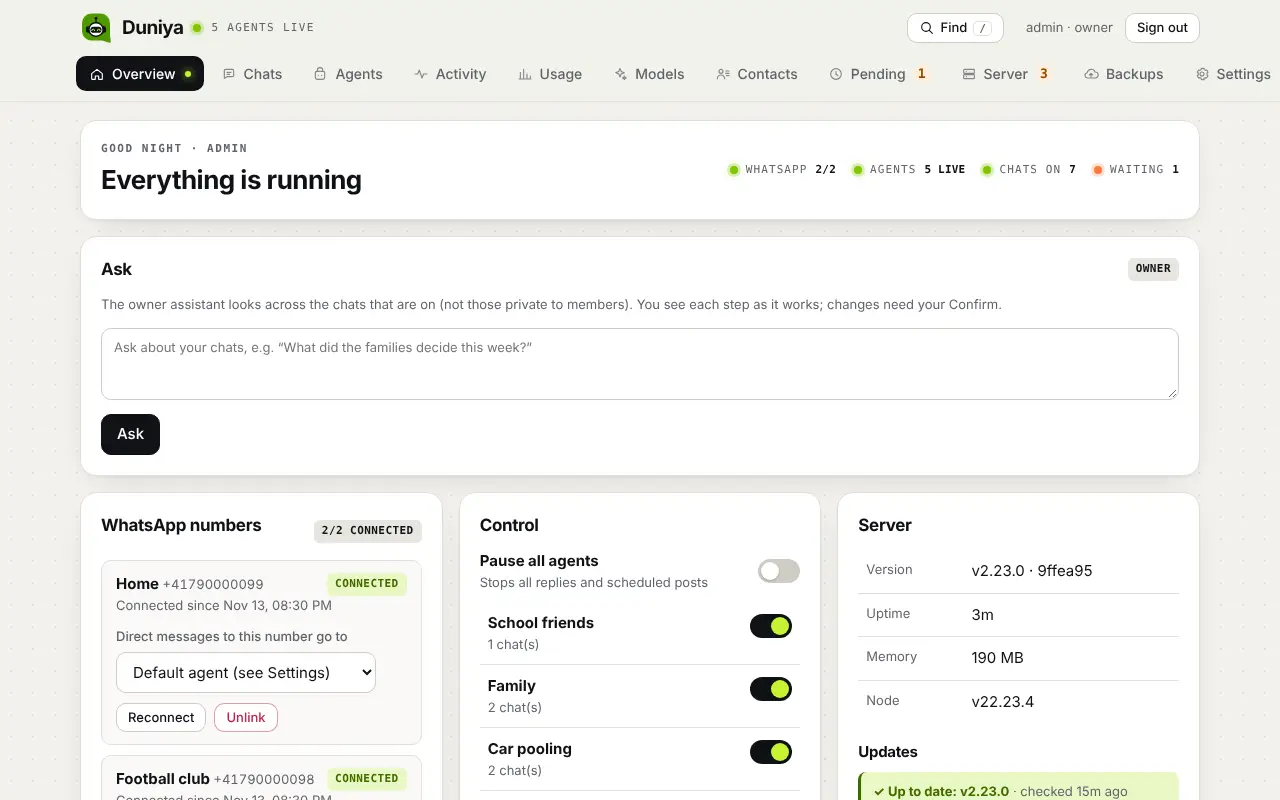 Duniya
5 AGENTS LIVE
Find /
admin · owner
Sign out
Overview
Chats
Agents
Activity
Usage
Models
Contacts
Pending 1
Server 3
Backups
Settings
GOOD NIGHT · ADMIN
Everything is running
WHATSAPP 2/2
AGENTS 5 LIVE
CHATS ON 7
WAITING 1
Ask
OWNER
The owner assistant looks across the chats that are on (not those private to members). You see each step as it works; changes need your Confirm.
Ask about your chats, e.g. “What did the families decide this week?”
Ask
WhatsApp numbers
2/2 CONNECTED
Home +41790000099
CONNECTED
Connected since Nov 13, 08:30 PM
Direct messages to this number go to
Default agent (see Settings)
Reconnect
Unlink
Football club +41790000098
CONNECTED
Connected since Nov 13, 08:30 PM
Control
Pause all agents
Stops all replies and scheduled posts
School friends
1 chat(s)
Family
2 chat(s)
Car pooling
2 chat(s)
Server
Version v2.23.0 · 9ffea95
Uptime 3m
Memory 190 MB
Node v22.23.4
Updates
✓ Up to date: v2.23.0 · checked 15m ago